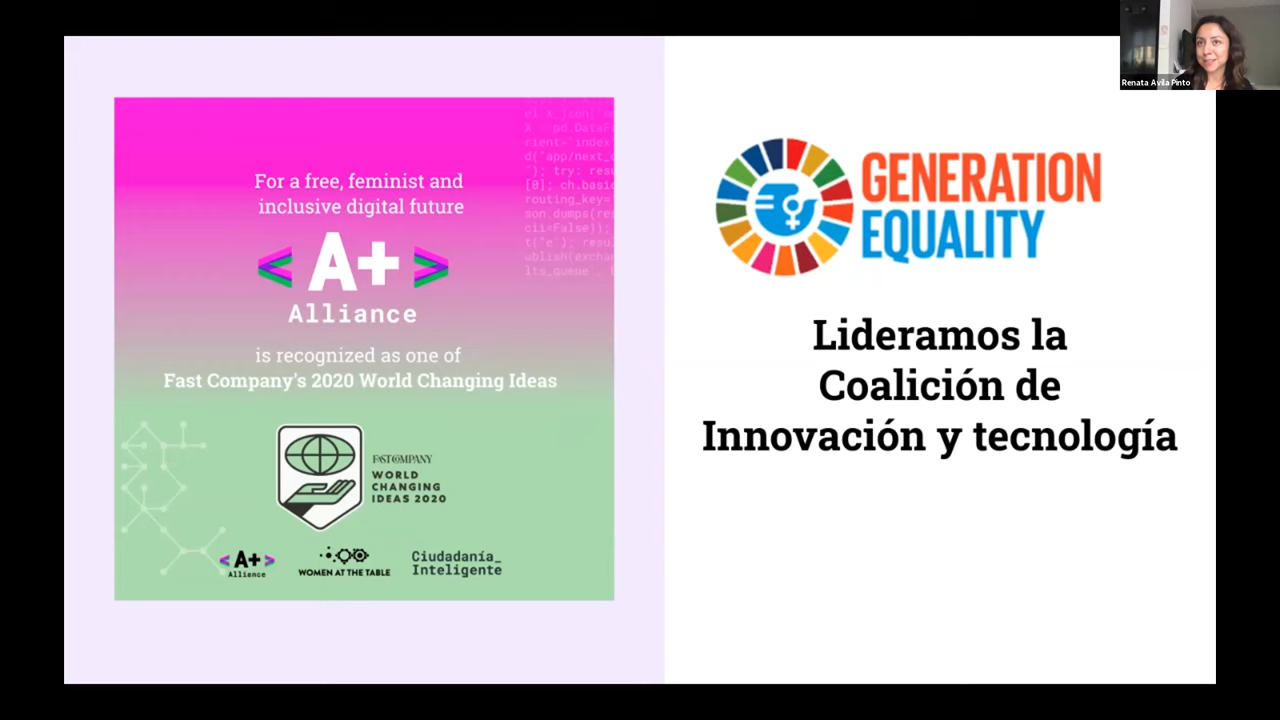 Renata Avila Pinto
For a free, feminist and
inclusive digital future
<A+>
Alliance
is recognized as one of
Fast Company's 2020 World Changing Ideas
FAST COMPANY
WORLD
CHANGING
IDEAS 2020
<A+>
Alliance
WOMEN AT THE TABLE
Ciudadanía_
Inteligente
GENERATION
EQUALITY
Lideramos la
Coalición de
Innovación y tecnología